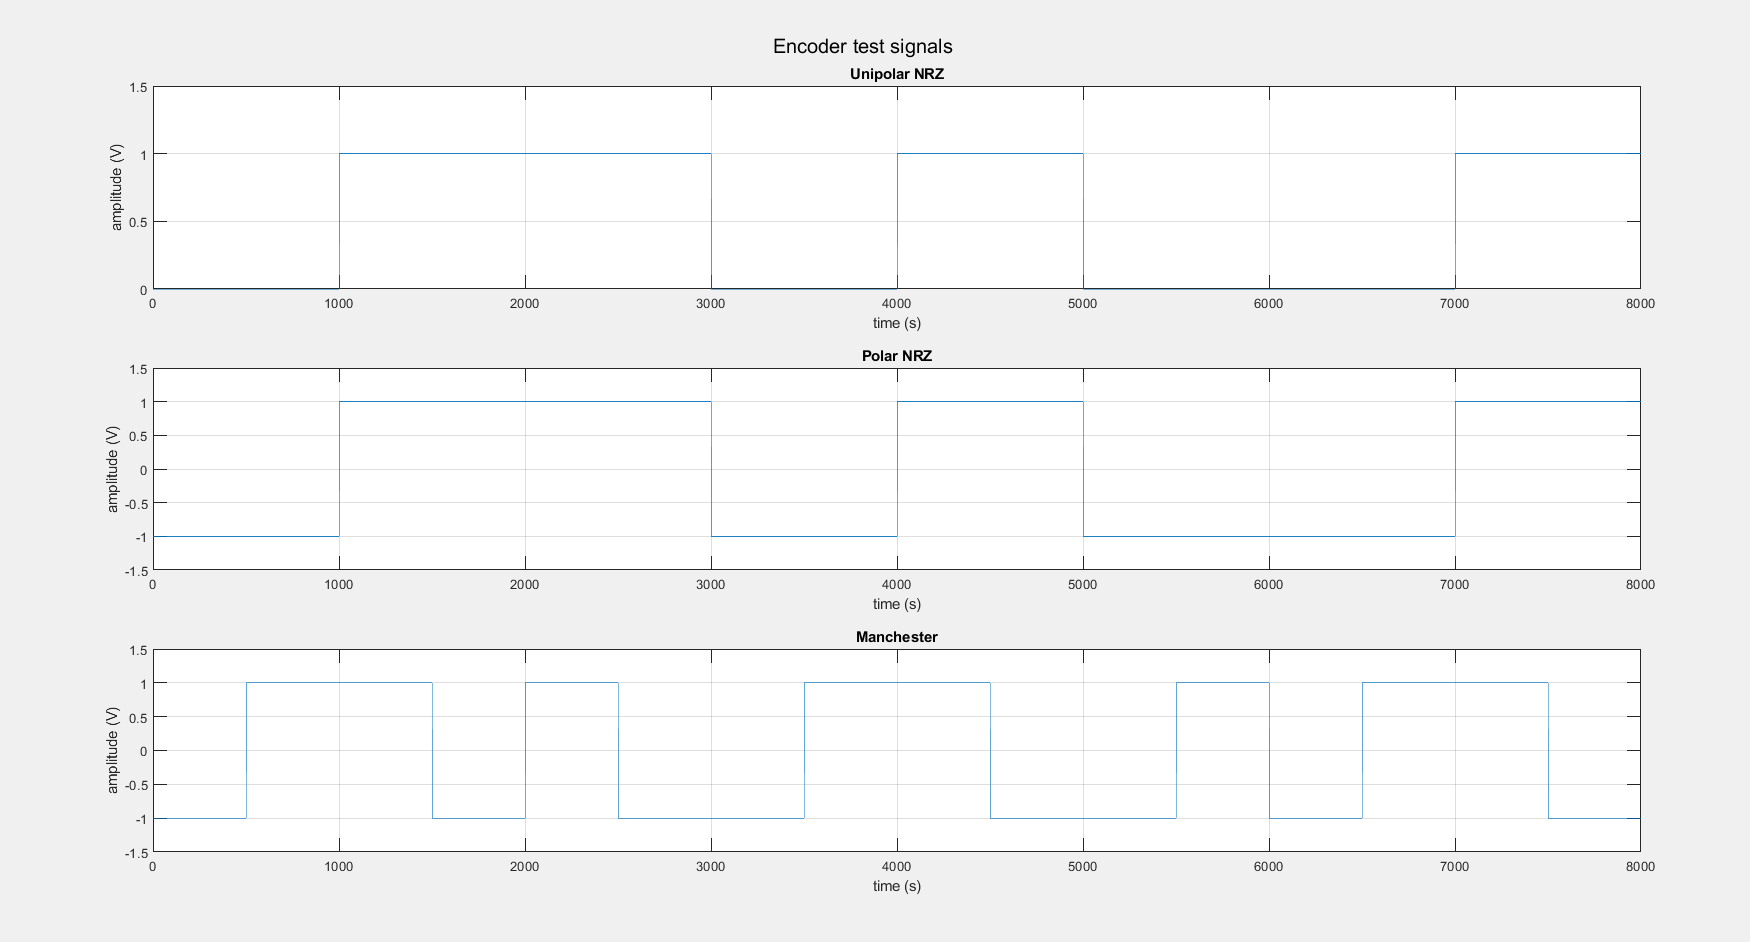 Encoder test signals
Unipolar NRZ
1.5
1
0.5
0
amplitude (V)
0 1000 2000 3000 4000 5000 6000 7000 8000
time (s)
Polar NRZ
1.5
1
0.5
0
-0.5
-1
-1.5
amplitude (V)
0 1000 2000 3000 4000 5000 6000 7000 8000
time (s)
Manchester
1.5
1
0.5
0
-0.5
-1
-1.5
amplitude (V)
0 1000 2000 3000 4000 5000 6000 7000 8000
time (s)